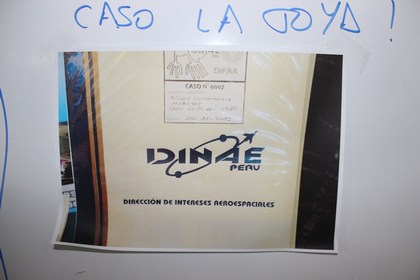 CASO LA JOYA!
DIFAA
CASO N° 0002
DINAE
PERU
DIRECCIÓN DE INTERESES AEROESPACIALES